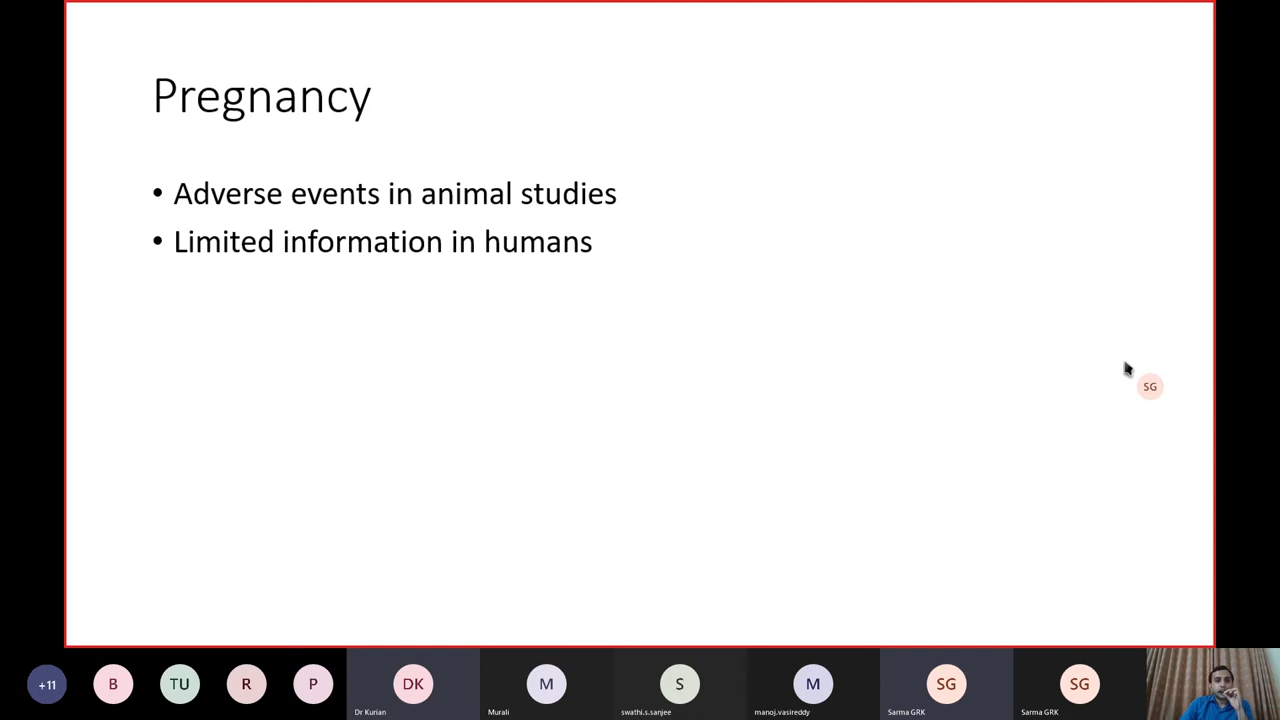 Pregnancy
• Adverse events in animal studies
• Limited information in humans
SG
+11
B
TU
R
P
DK
M
S
M
SG
SG
Dr Kurian
Murali
swathi.s.sanjee
manoj.vasireddy
Sarma GRK
Sarma GRK